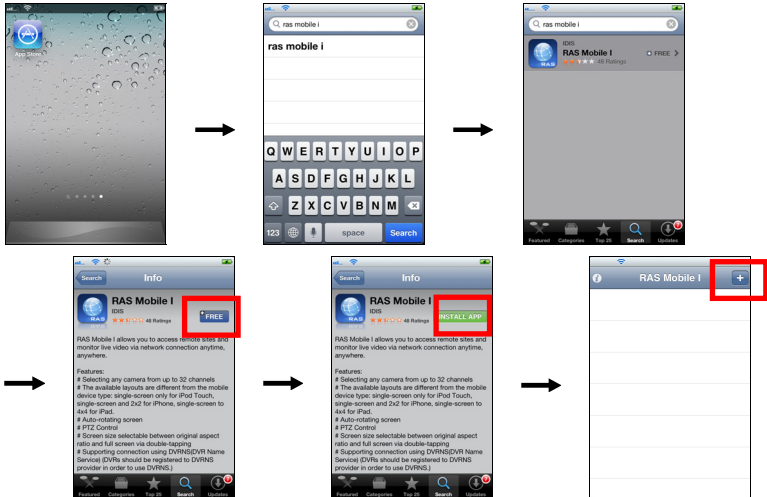 App Store
ras mobile i
ras mobile i
Q W E R T Y U I O P
A S D F G H J K L
Z X C V B N M
123 space Search
ras mobile i
IDIS
RAS Mobile I
46 Ratings
FREE
RAS
Featured Categories Top 25 Search Updates
Search Info
RAS Mobile I
IDIS
46 Ratings
FREE
RAS
RAS Mobile I allows you to access remote sites and
monitor live video via network connection anytime,
anywhere.
Features:
# Selecting any camera from up to 32 channels
# The available layouts are different from the mobile
device type: single-screen only for iPod Touch,
single-screen and 2x2 for iPhone, single-screen to
4x4 for iPad.
# Auto-rotating screen
# PTZ Control
# Screen size selectable between original aspect
ratio and full screen via double-tapping
# Supporting connection using DVRNS(DVR Name
Service) (DVRs should be registered to DVRNS
provider in order to use DVRNS.)
Featured Categories Top 25 Search Updates
Search Info
RAS Mobile I
IDIS
46 Ratings
INSTALL APP
RAS
RAS Mobile I allows you to access remote sites and
monitor live video via network connection anytime,
anywhere.
Features:
# Selecting any camera from up to 32 channels
# The available layouts are different from the mobile
device type: single-screen only for iPod Touch,
single-screen and 2x2 for iPhone, single-screen to
4x4 for iPad.
# Auto-rotating screen
# PTZ Control
# Screen size selectable between original aspect
ratio and full screen via double-tapping
# Supporting connection using DVRNS(DVR Name
Service) (DVRs should be registered to DVRNS
provider in order to use DVRNS.)
Featured Categories Top 25 Search Updates
RAS Mobile I +